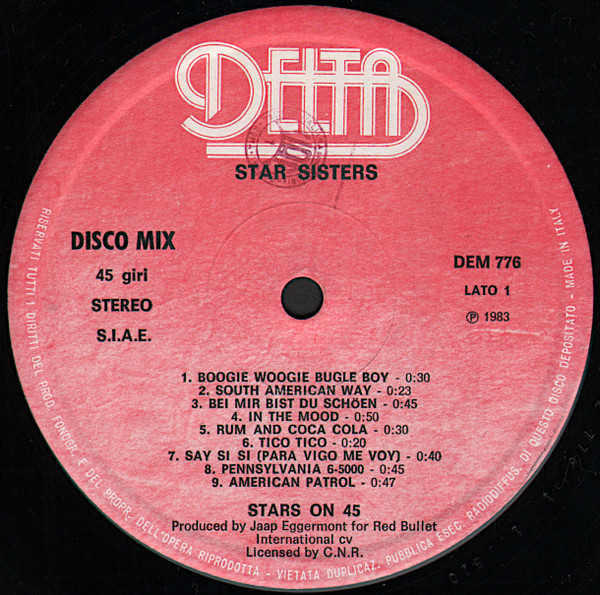 DELTA
STAR SISTERS
DISCO MIX
45 giri
STEREO
S.I.A.E.
DEM 776
LATO 1
℗ 1983
1. BOOGIE WOOGIE BUGLE BOY - 0:30
2. SOUTH AMERICAN WAY - 0:23
3. BEI MIR BIST DU SCHÖEN - 0:45
4. IN THE MOOD - 0:50
5. RUM AND COCA COLA - 0:30
6. TICO TICO - 0:20
7. SAY SI SI (PARA VIGO ME VOY) - 0:40
8. PENNSYLVANIA 6-5000 - 0:45
9. AMERICAN PATROL - 0:47
STARS ON 45
Produced by Jaap Eggermont for Red Bullet
International cv
Licensed by C.N.R.
RISERVATI TUTTI I DIRITTI DEL PROD. FONOGR. E DEL PROPR. DELL'OPERA RIPRODOTTA - VIETATA DUPLICAZ. PUBBLICA ESEC. RADIODIFFUS. DI QUESTO DISCO DEPOSITATO - MADE IN ITALY